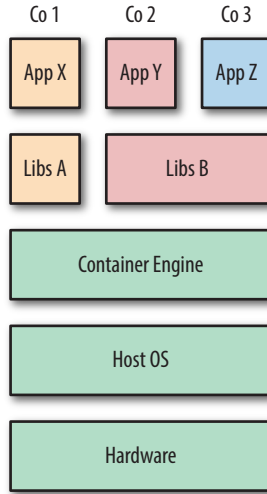 Co 1 Co 2 Co 3
App X App Y App Z
Libs A Libs B
Container Engine
Host OS
Hardware